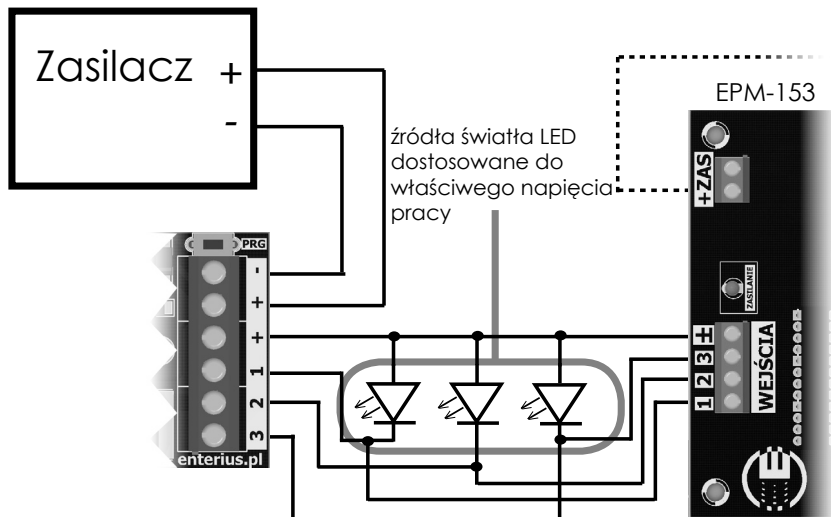 Zasilacz
+
-
EPM-153
źródła światła LED
dostosowane do
właściwego napięcia
pracy
+ZAS
PRG
-
+
+
1
2
3
enterius.pl
ZASILANIE
±
3
2
1
WEJŚCIA